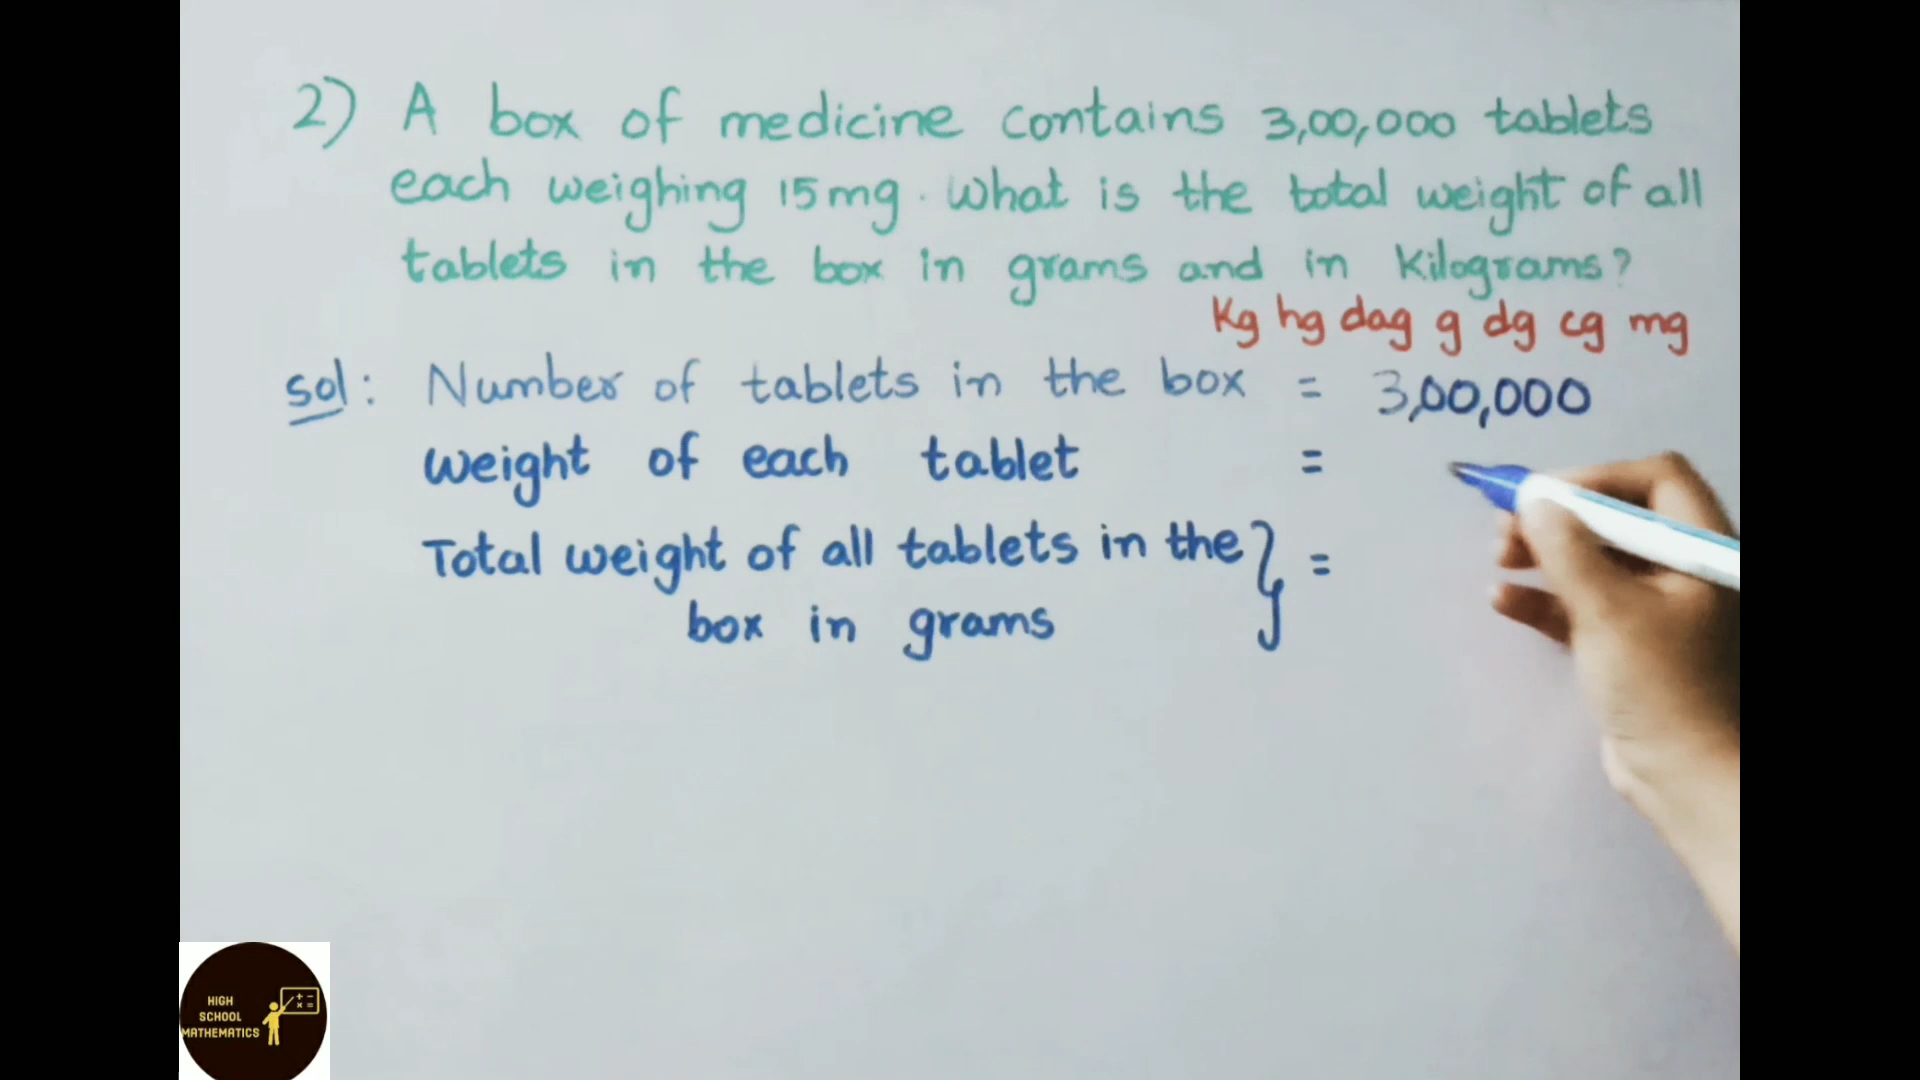 2) A box of medicine contains 3,00,000 tablets
each weighing 15mg. What is the total weight of all
tablets in the box in grams and in Kilograms?
Kg hg dag g dg cg mg
Sol: Number of tablets in the box = 3,00,000
Weight of each tablet =
Total weight of all tablets in the } =
box in grams
HIGH
SCHOOL
MATHEMATICS
+ -
× =